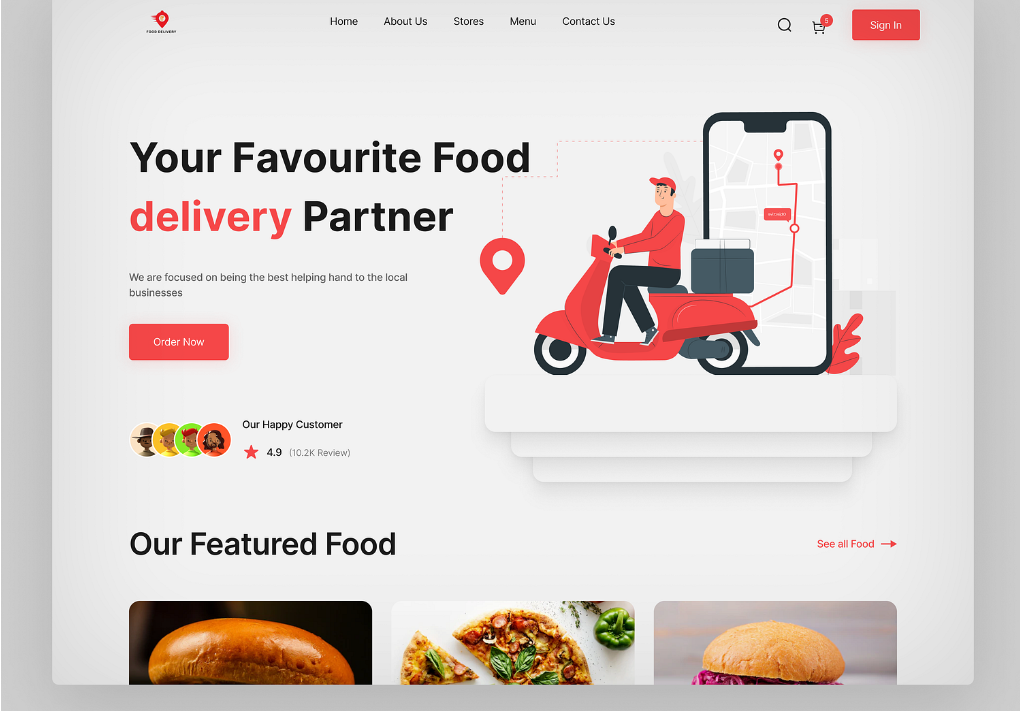 FOOD DELIVERY
Home
About Us
Stores
Menu
Contact Us
5
Sign In
Your Favourite Food
delivery Partner
We are focused on being the best helping hand to the local
businesses
Order Now
Our Happy Customer
4.9 (10.2K Review)
Our Featured Food
See all Food